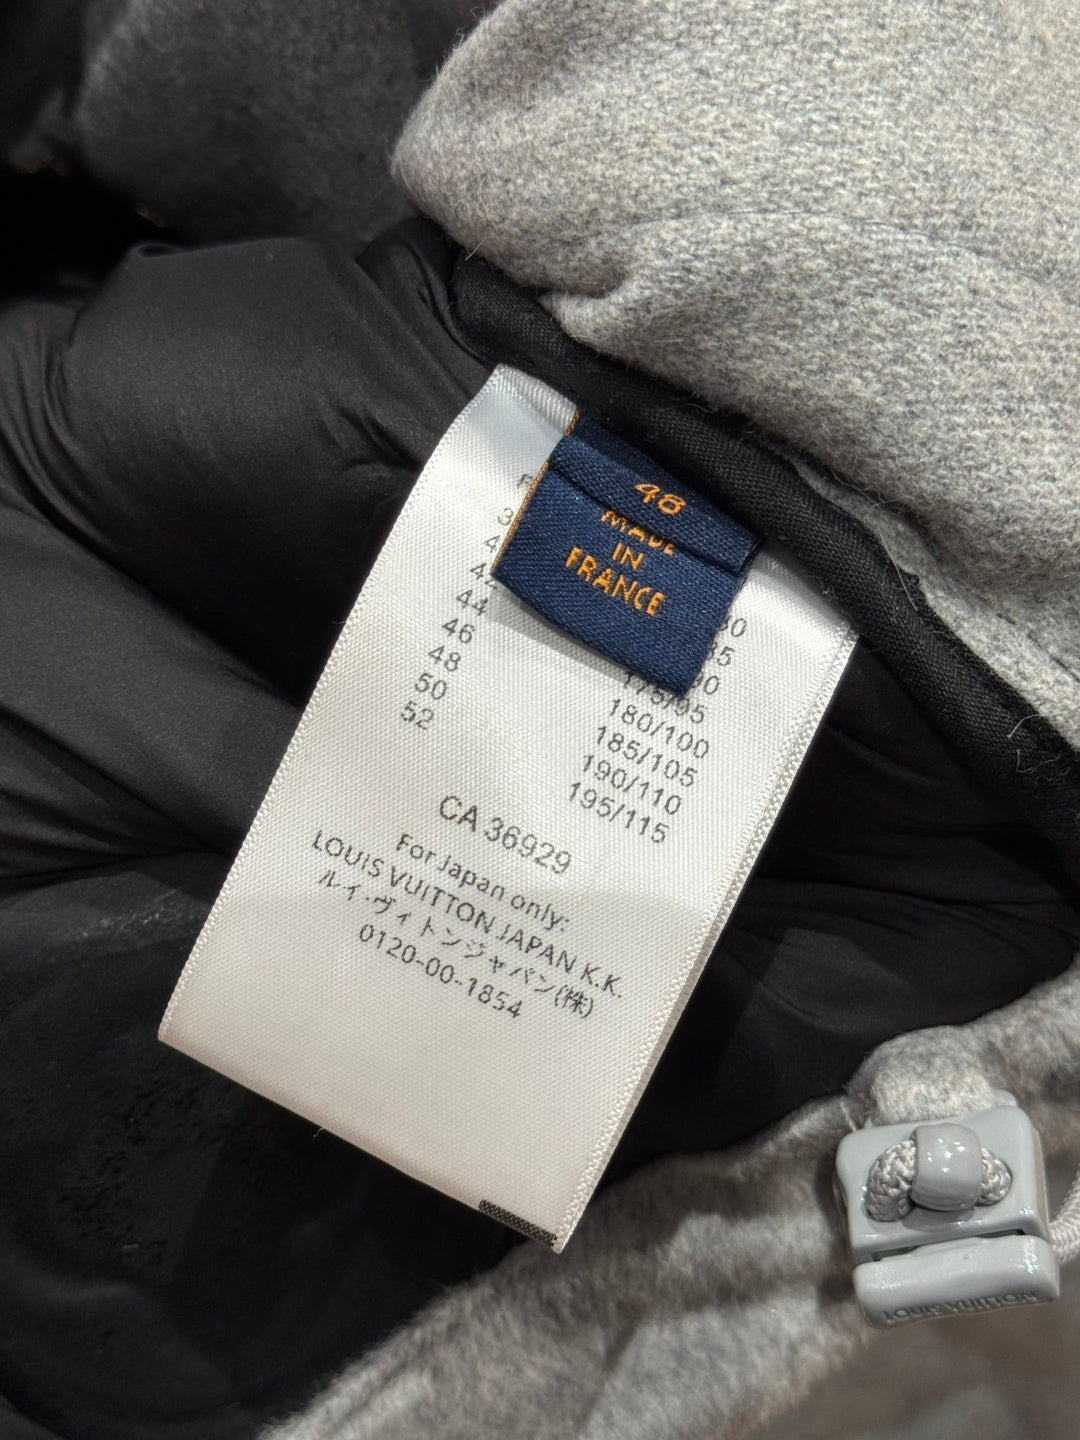 48
MADE
IN
FRANCE
44
46
48
50
52
175/95
180/100
185/105
190/110
195/115
CA 36929
For Japan only:
LOUIS VUITTON JAPAN K.K.
ルイ・ヴィトンジャパン(株)
0120-00-1854
LOUIS VUITTON